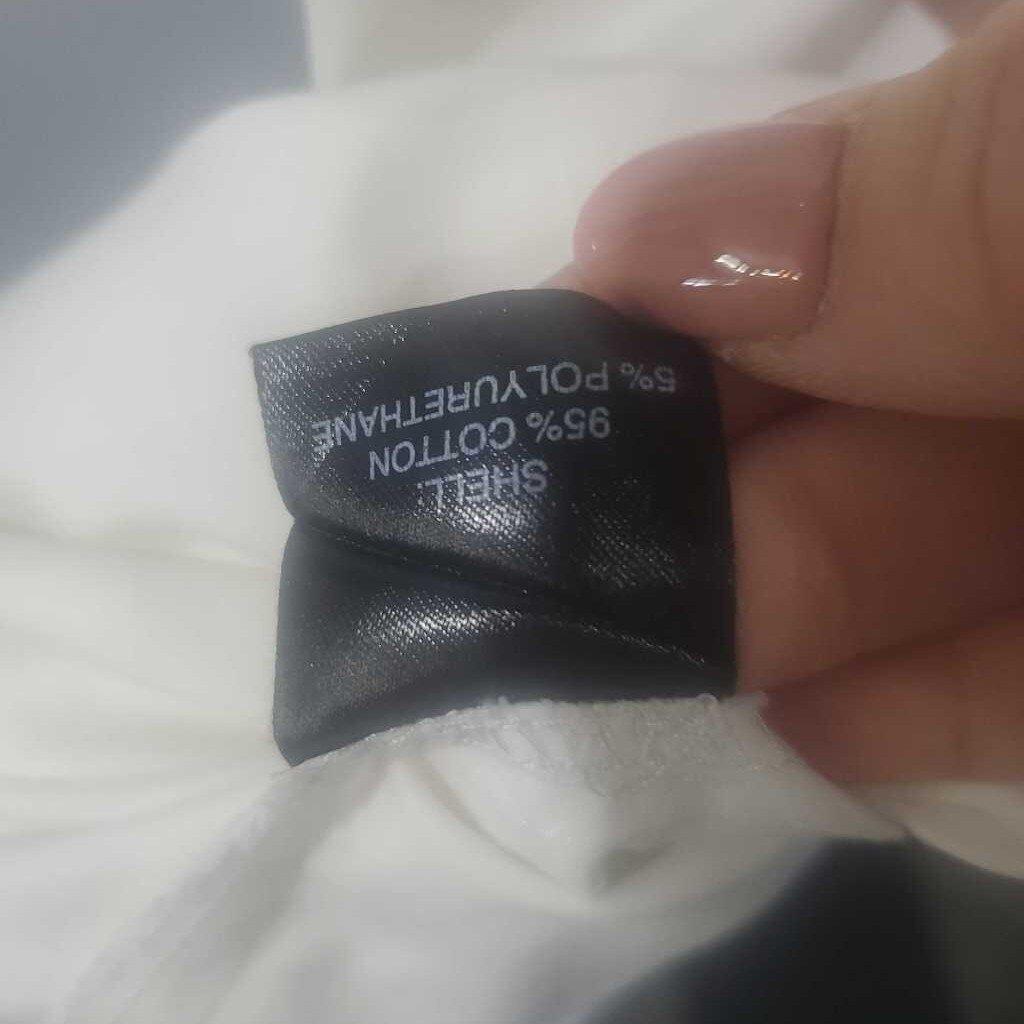 SHELL:
95% COTTON
5% POLYURETHANE